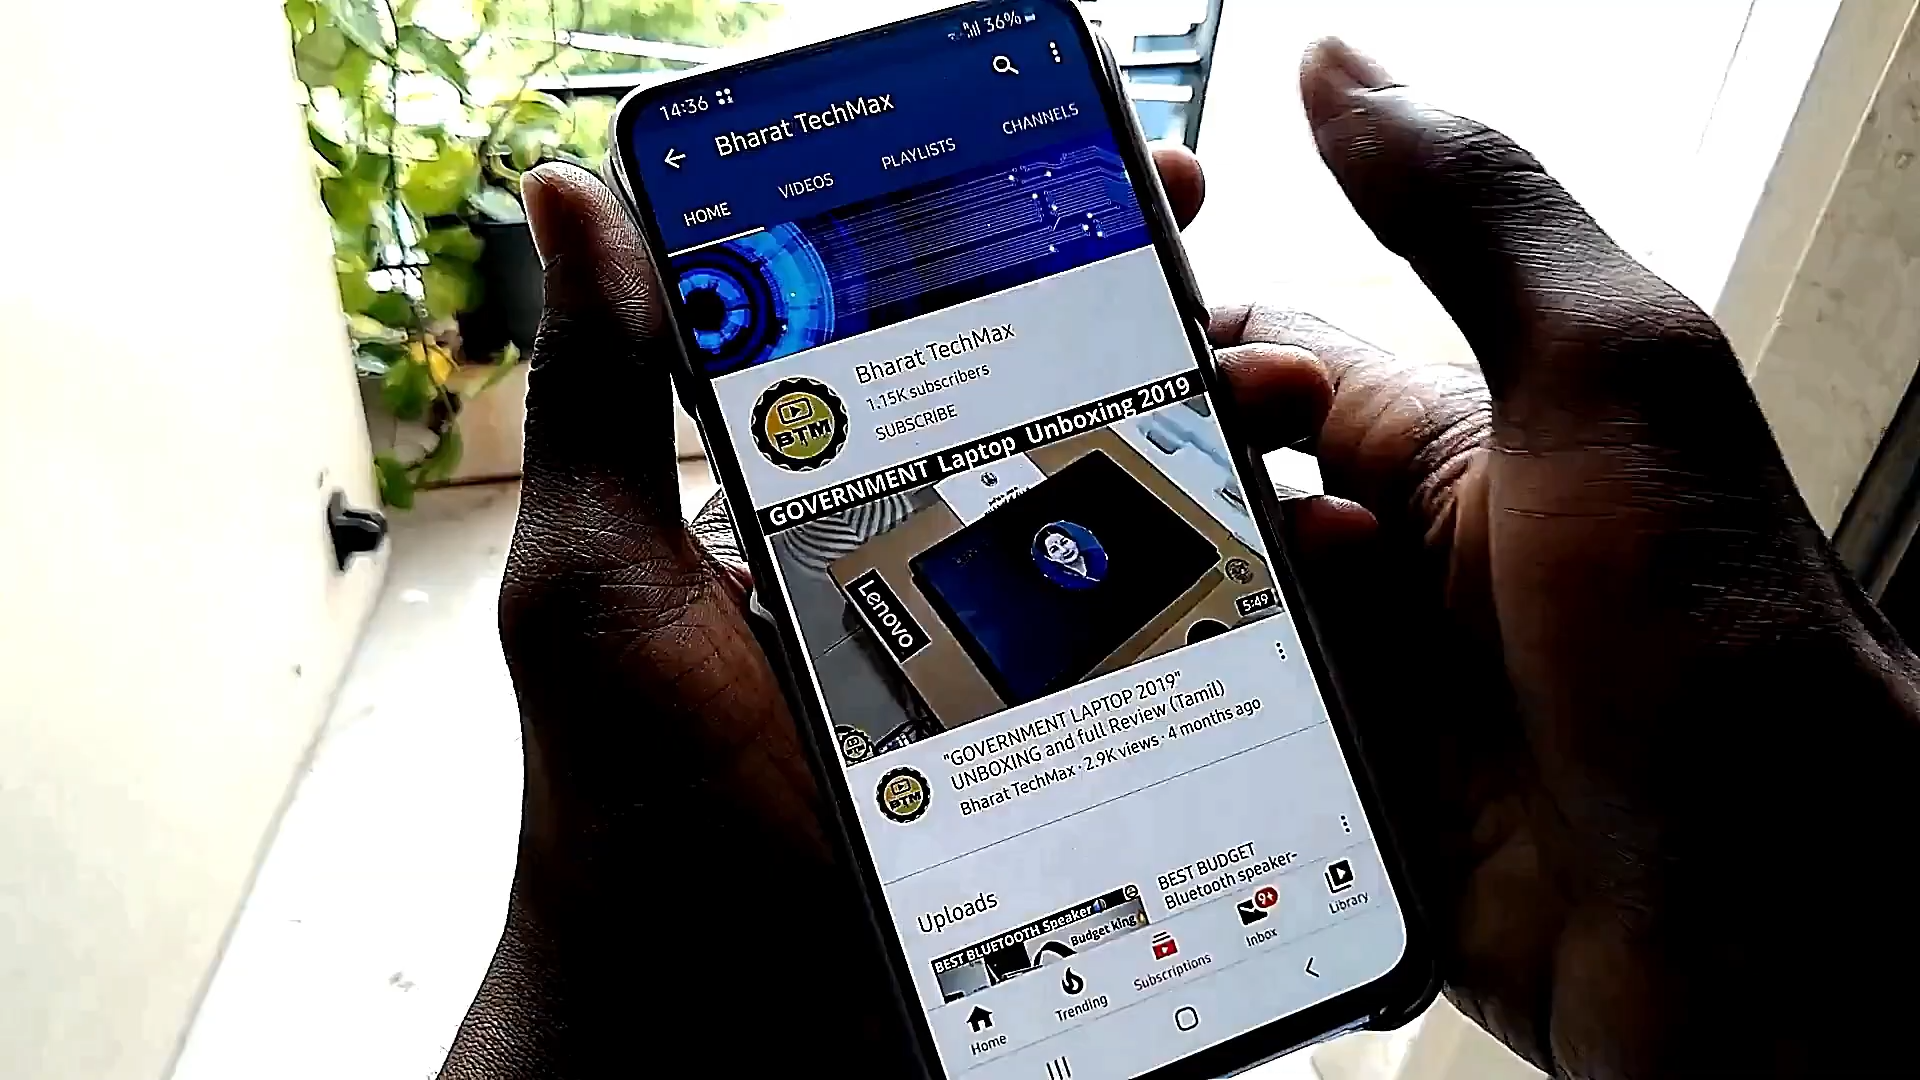 14:36
36%
Bharat TechMax
HOME
VIDEOS
PLAYLISTS
CHANNELS
Bharat TechMax
1.15K subscribers
SUBSCRIBE
BTM
GOVERNMENT Laptop Unboxing 2019
Lenovo
5:49
"GOVERNMENT LAPTOP 2019"
UNBOXING and full Review (Tamil)
Bharat TechMax · 2.9K views · 4 months ago
BTM
Uploads
BEST BLUETOOTH Speaker
Budget king
BEST BUDGET
Bluetooth speaker-
9+
Home
Trending
Subscriptions
Inbox
Library